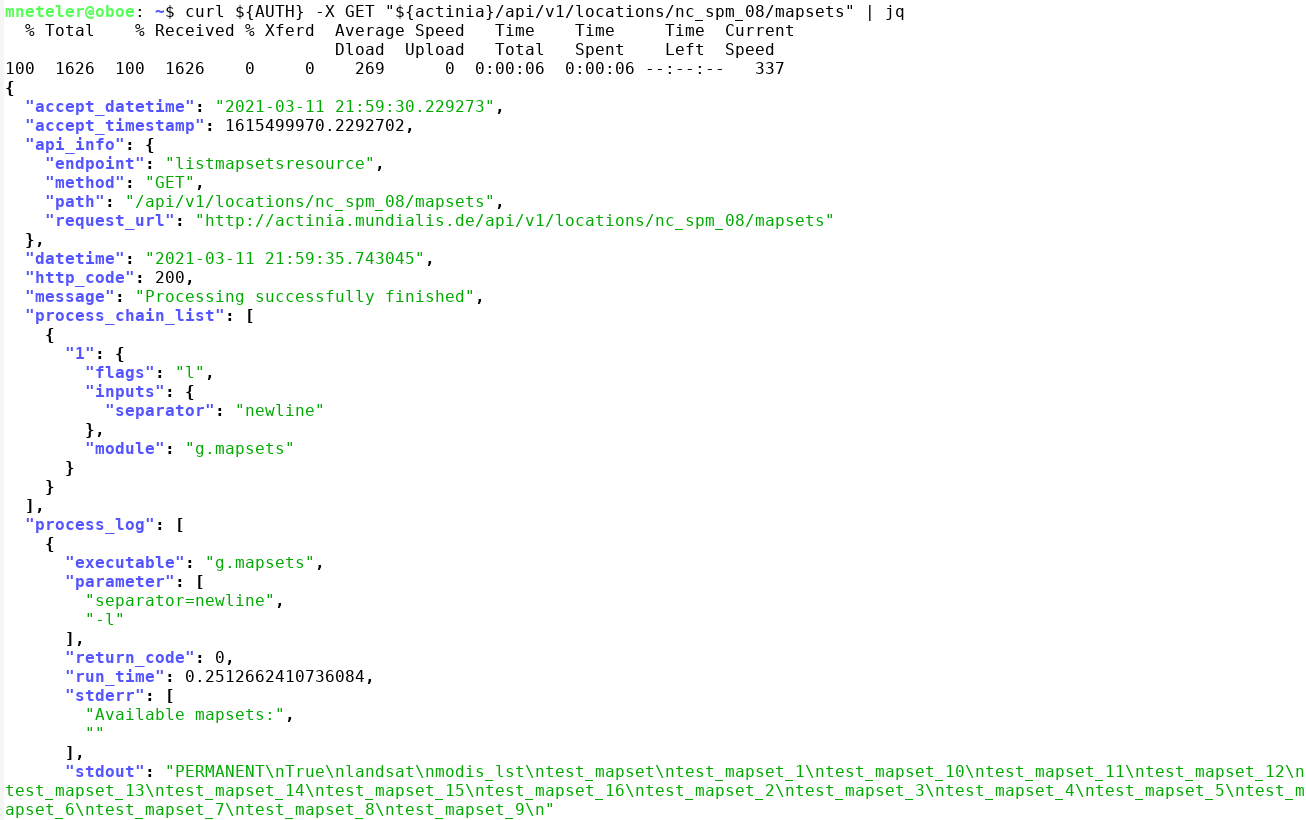 mneteler@oboe: ~$ curl ${AUTH} -X GET "${actinia}/api/v1/locations/nc_spm_08/mapsets" | jq
  % Total    % Received % Xferd  Average Speed   Time    Time     Time  Current
                                 Dload  Upload   Total   Spent    Left  Speed
100  1626  100  1626    0     0    269      0  0:00:06  0:00:06 --:--:--   337
{
  "accept_datetime": "2021-03-11 21:59:30.229273",
  "accept_timestamp": 1615499970.2292702,
  "api_info": {
    "endpoint": "listmapsetsresource",
    "method": "GET",
    "path": "/api/v1/locations/nc_spm_08/mapsets",
    "request_url": "http://actinia.mundialis.de/api/v1/locations/nc_spm_08/mapsets"
  },
  "datetime": "2021-03-11 21:59:35.743045",
  "http_code": 200,
  "message": "Processing successfully finished",
  "process_chain_list": [
    {
      "1": {
        "flags": "l",
        "inputs": {
          "separator": "newline"
        },
        "module": "g.mapsets"
      }
    }
  ],
  "process_log": [
    {
      "executable": "g.mapsets",
      "parameter": [
        "separator=newline",
        "-l"
      ],
      "return_code": 0,
      "run_time": 0.2512662410736084,
      "stderr": [
        "Available mapsets:",
        ""
      ],
      "stdout": "PERMANENT\nTrue\nlandsat\nmodis_lst\ntest_mapset\ntest_mapset_1\ntest_mapset_10\ntest_mapset_11\ntest_mapset_12\n
test_mapset_13\ntest_mapset_14\ntest_mapset_15\ntest_mapset_16\ntest_mapset_2\ntest_mapset_3\ntest_mapset_4\ntest_mapset_5\ntest_m
apset_6\ntest_mapset_7\ntest_mapset_8\ntest_mapset_9\n"